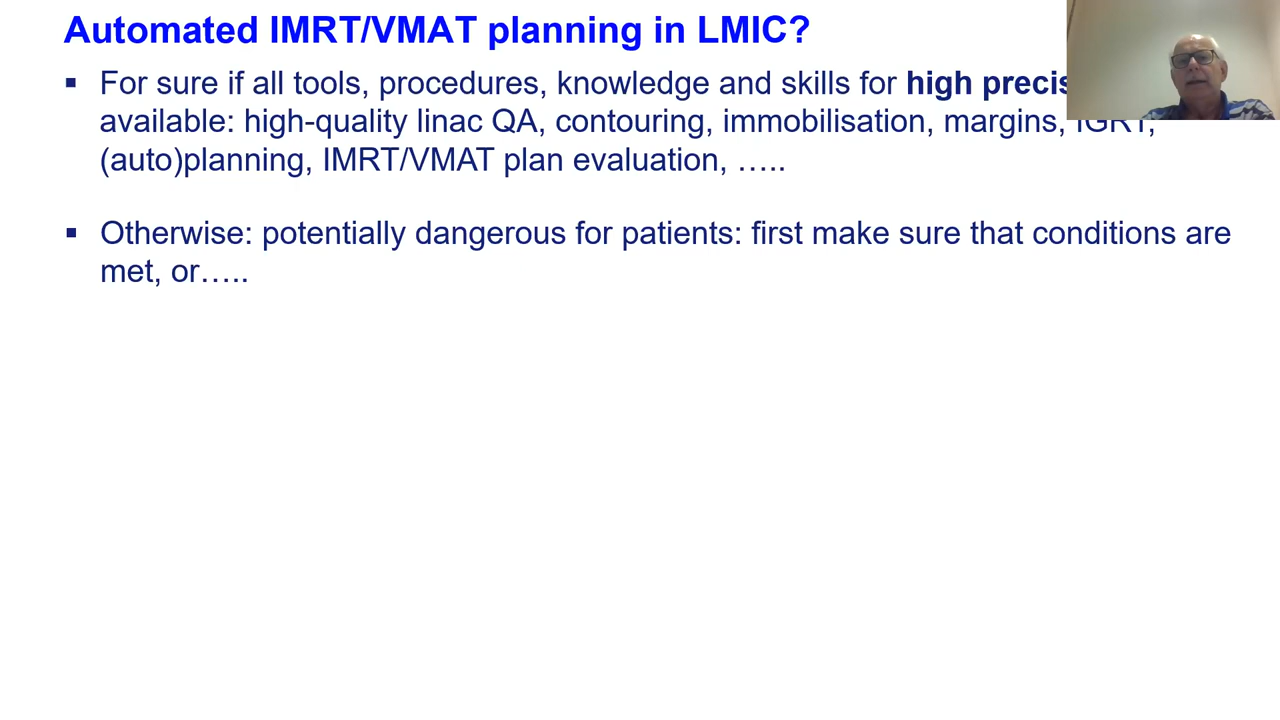 Automated IMRT/VMAT planning in LMIC?
▪ For sure if all tools, procedures, knowledge and skills for high
available: high-quality linac QA, contouring, immobilisation, margins, IGRT,
(auto)planning, IMRT/VMAT plan evaluation, …..
▪ Otherwise: potentially dangerous for patients: first make sure that conditions are
met, or…..